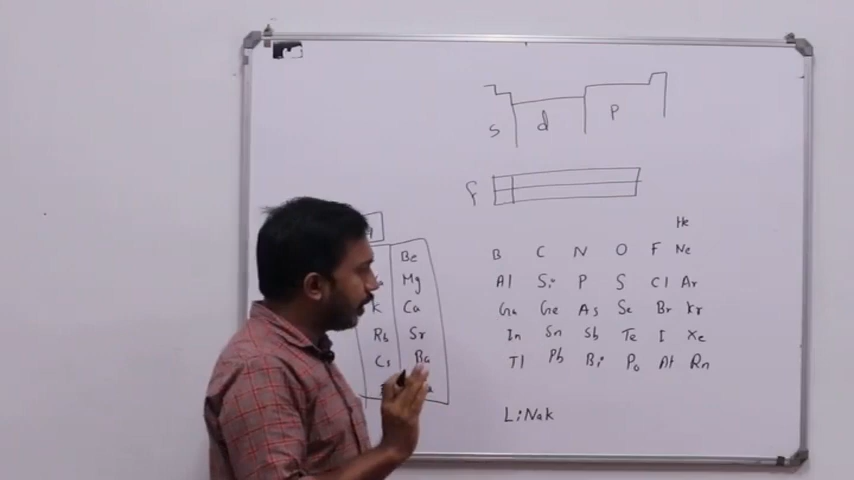 s d p
f
He
Be B C N O F Ne
Mg Al Si P S Cl Ar
K Ca Ga Ge As Se Br Kr
Rb Sr In Sn Sb Te I Xe
Cs Ba Tl Pb Bi Po At Rn
LiNaK